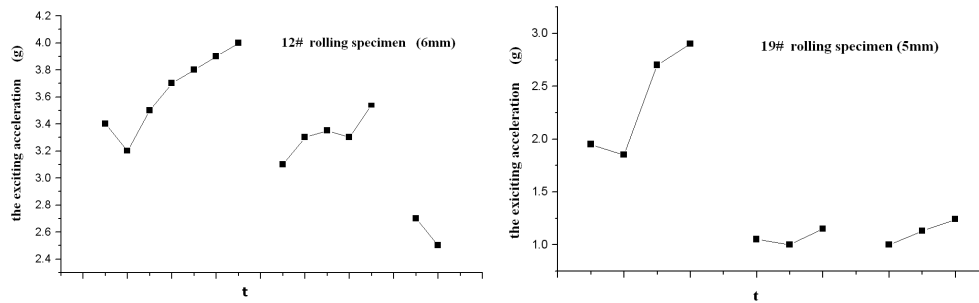 4.2
4.0
3.8
3.6
3.4
3.2
3.0
2.8
2.6
2.4
the exciting acceleration (g)
12# rolling specimen (6mm)
t
3.0
2.5
2.0
1.5
1.0
the exiciting acceleration (g)
19# rolling specimen (5mm)
t